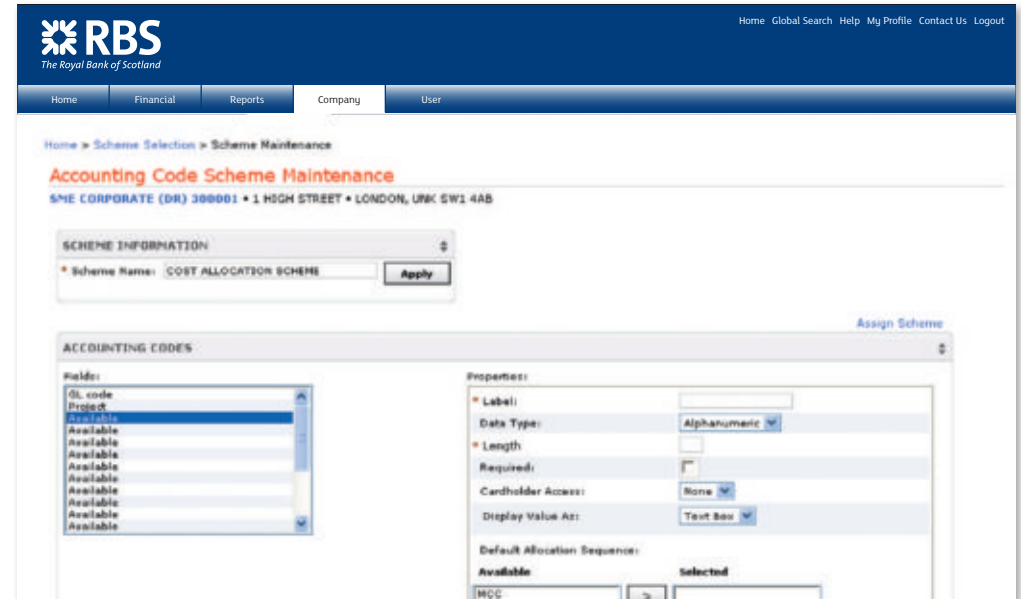 Home Global Search Help My Profile Contact Us Logout
RBS
The Royal Bank of Scotland
Home Financial Reports Company User
Home > Scheme Selection > Scheme Maintenance
Accounting Code Scheme Maintenance
SME CORPORATE (DR) 300001 • 1 HIGH STREET • LONDON, UNK SW1 4AB
SCHEME INFORMATION
* Scheme Name: COST ALLOCATION SCHEME Apply
Assign Scheme
ACCOUNTING CODES
Fields:
GL code
Project
Available
Available
Available
Available
Available
Available
Available
Available
Available
Available
Properties:
* Label:
Data Type: Alphanumeric
* Length
Required:
Cardholder Access: None
Display Value As: Text Box
Default Allocation Sequence:
Available Selected
MCC >